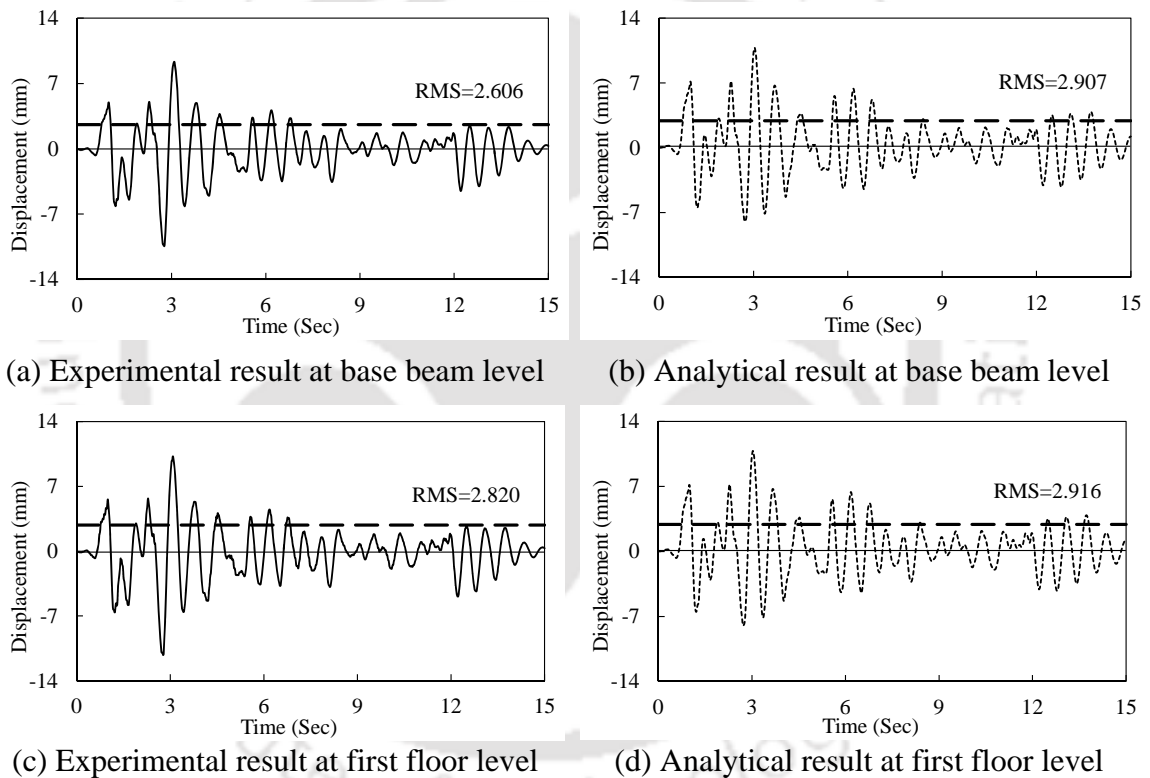 14
7
0
-7
-14
Displacement (mm)
RMS=2.606
0 3 6 9 12 15
Time (Sec)
(a) Experimental result at base beam level
14
7
0
-7
-14
Displacement (mm)
RMS=2.907
0 3 6 9 12 15
Time (Sec)
(b) Analytical result at base beam level
14
7
0
-7
-14
Displacement (mm)
RMS=2.820
0 3 6 9 12 15
Time (Sec)
(c) Experimental result at first floor level
14
7
0
-7
-14
Displacement (mm)
RMS=2.916
0 3 6 9 12 15
Time (Sec)
(d) Analytical result at first floor level